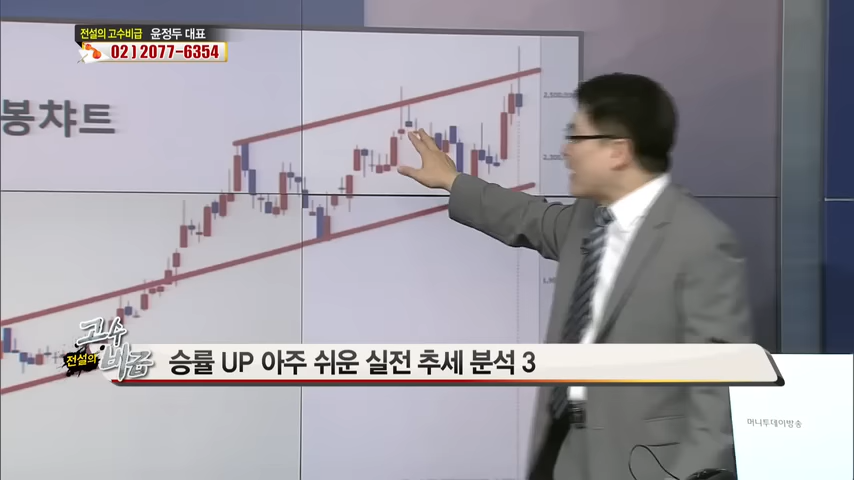 전설의 고수비급 윤정두 대표
02 ) 2077-6354
봉챠트
고수
전설의 비급
승률 UP 아주 쉬운 실전 추세 분석 3
머니투데이방송